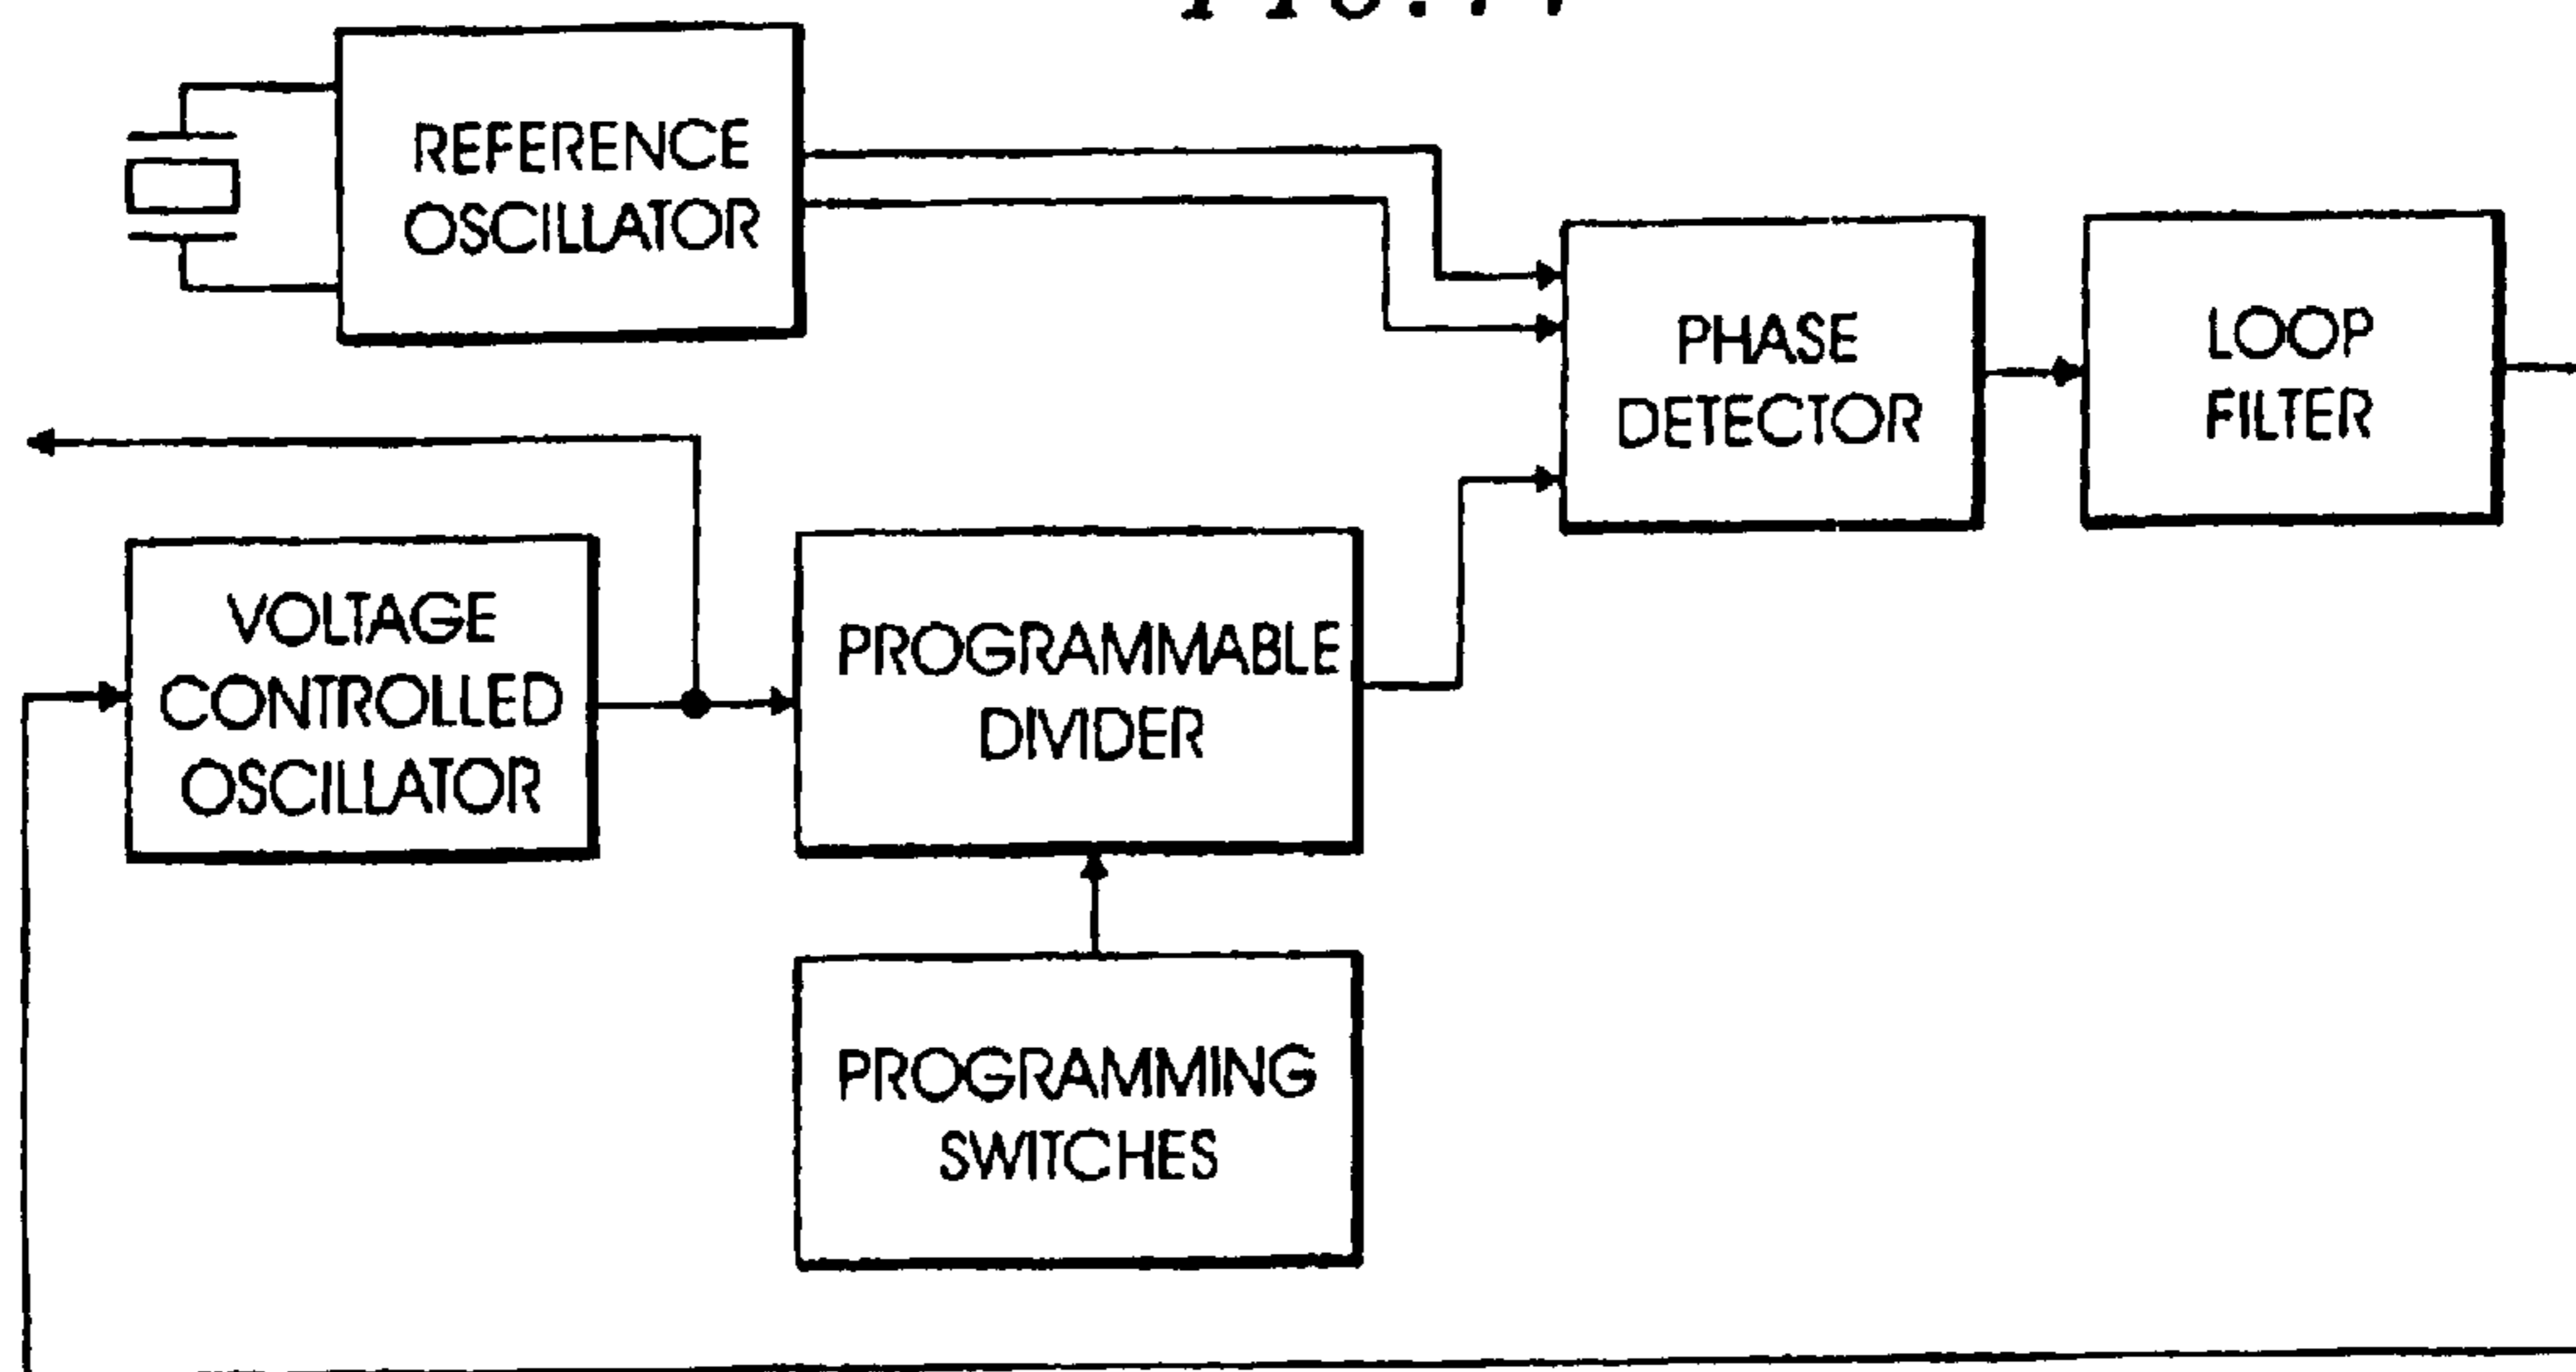 REFERENCE
OSCILLATOR
PHASE
DETECTOR
LOOP
FILTER
VOLTAGE
CONTROLLED
OSCILLATOR
PROGRAMMABLE
DIVIDER
PROGRAMMING
SWITCHES